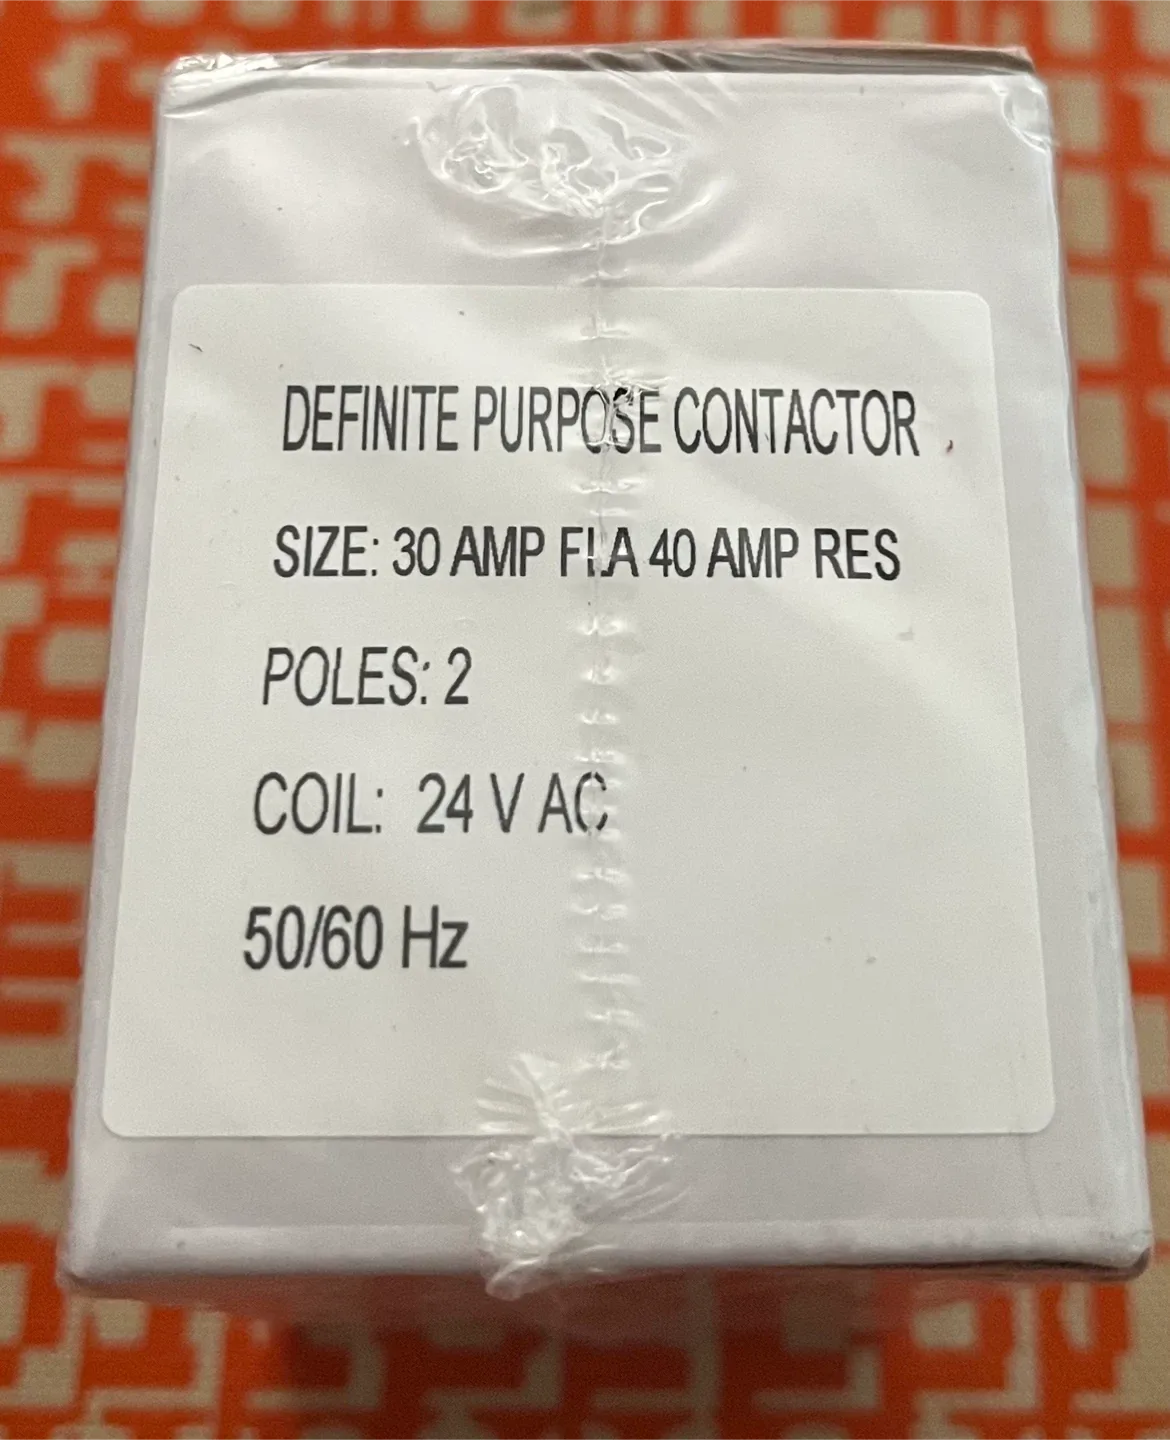 DEFINITE PURPOSE CONTACTOR
SIZE: 30 AMP FLA 40 AMP RES
POLES: 2
COIL: 24 V AC
50/60 Hz